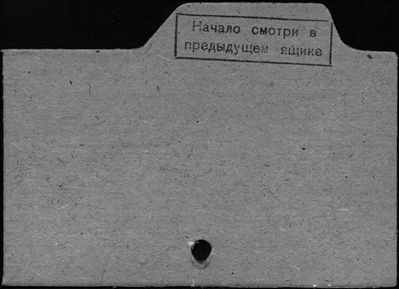 Начало смотри в
предыдущем ящике